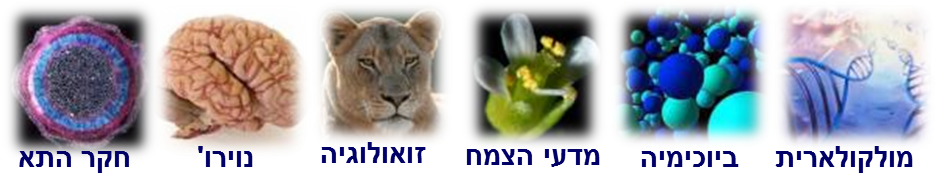 מולקולארית
ביוכימיה
מדעי הצמח
זואולוגיה
נוירו'
חקר התא